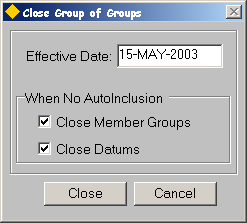 Close Group of Groups
Effective Date: 15-MAY-2003
When No AutoInclusion
Close Member Groups
Close Datums
Close Cancel